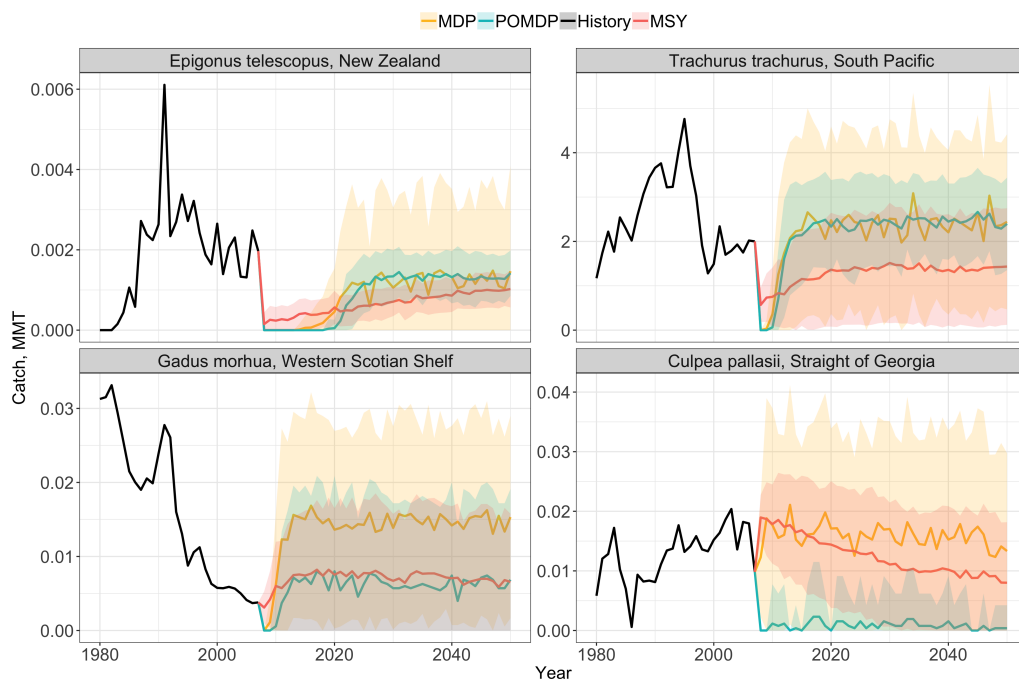 MDP POMDP History MSY
Epigonus telescopus, New Zealand
Trachurus trachurus, South Pacific
0.006
0.004
0.002
0.000
4
2
0
Gadus morhua, Western Scotian Shelf
Culpea pallasii, Straight of Georgia
0.03
0.02
0.01
0.00
0.04
0.03
0.02
0.01
0.00
1980 2000 2020 2040
1980 2000 2020 2040
Catch, MMT
Year